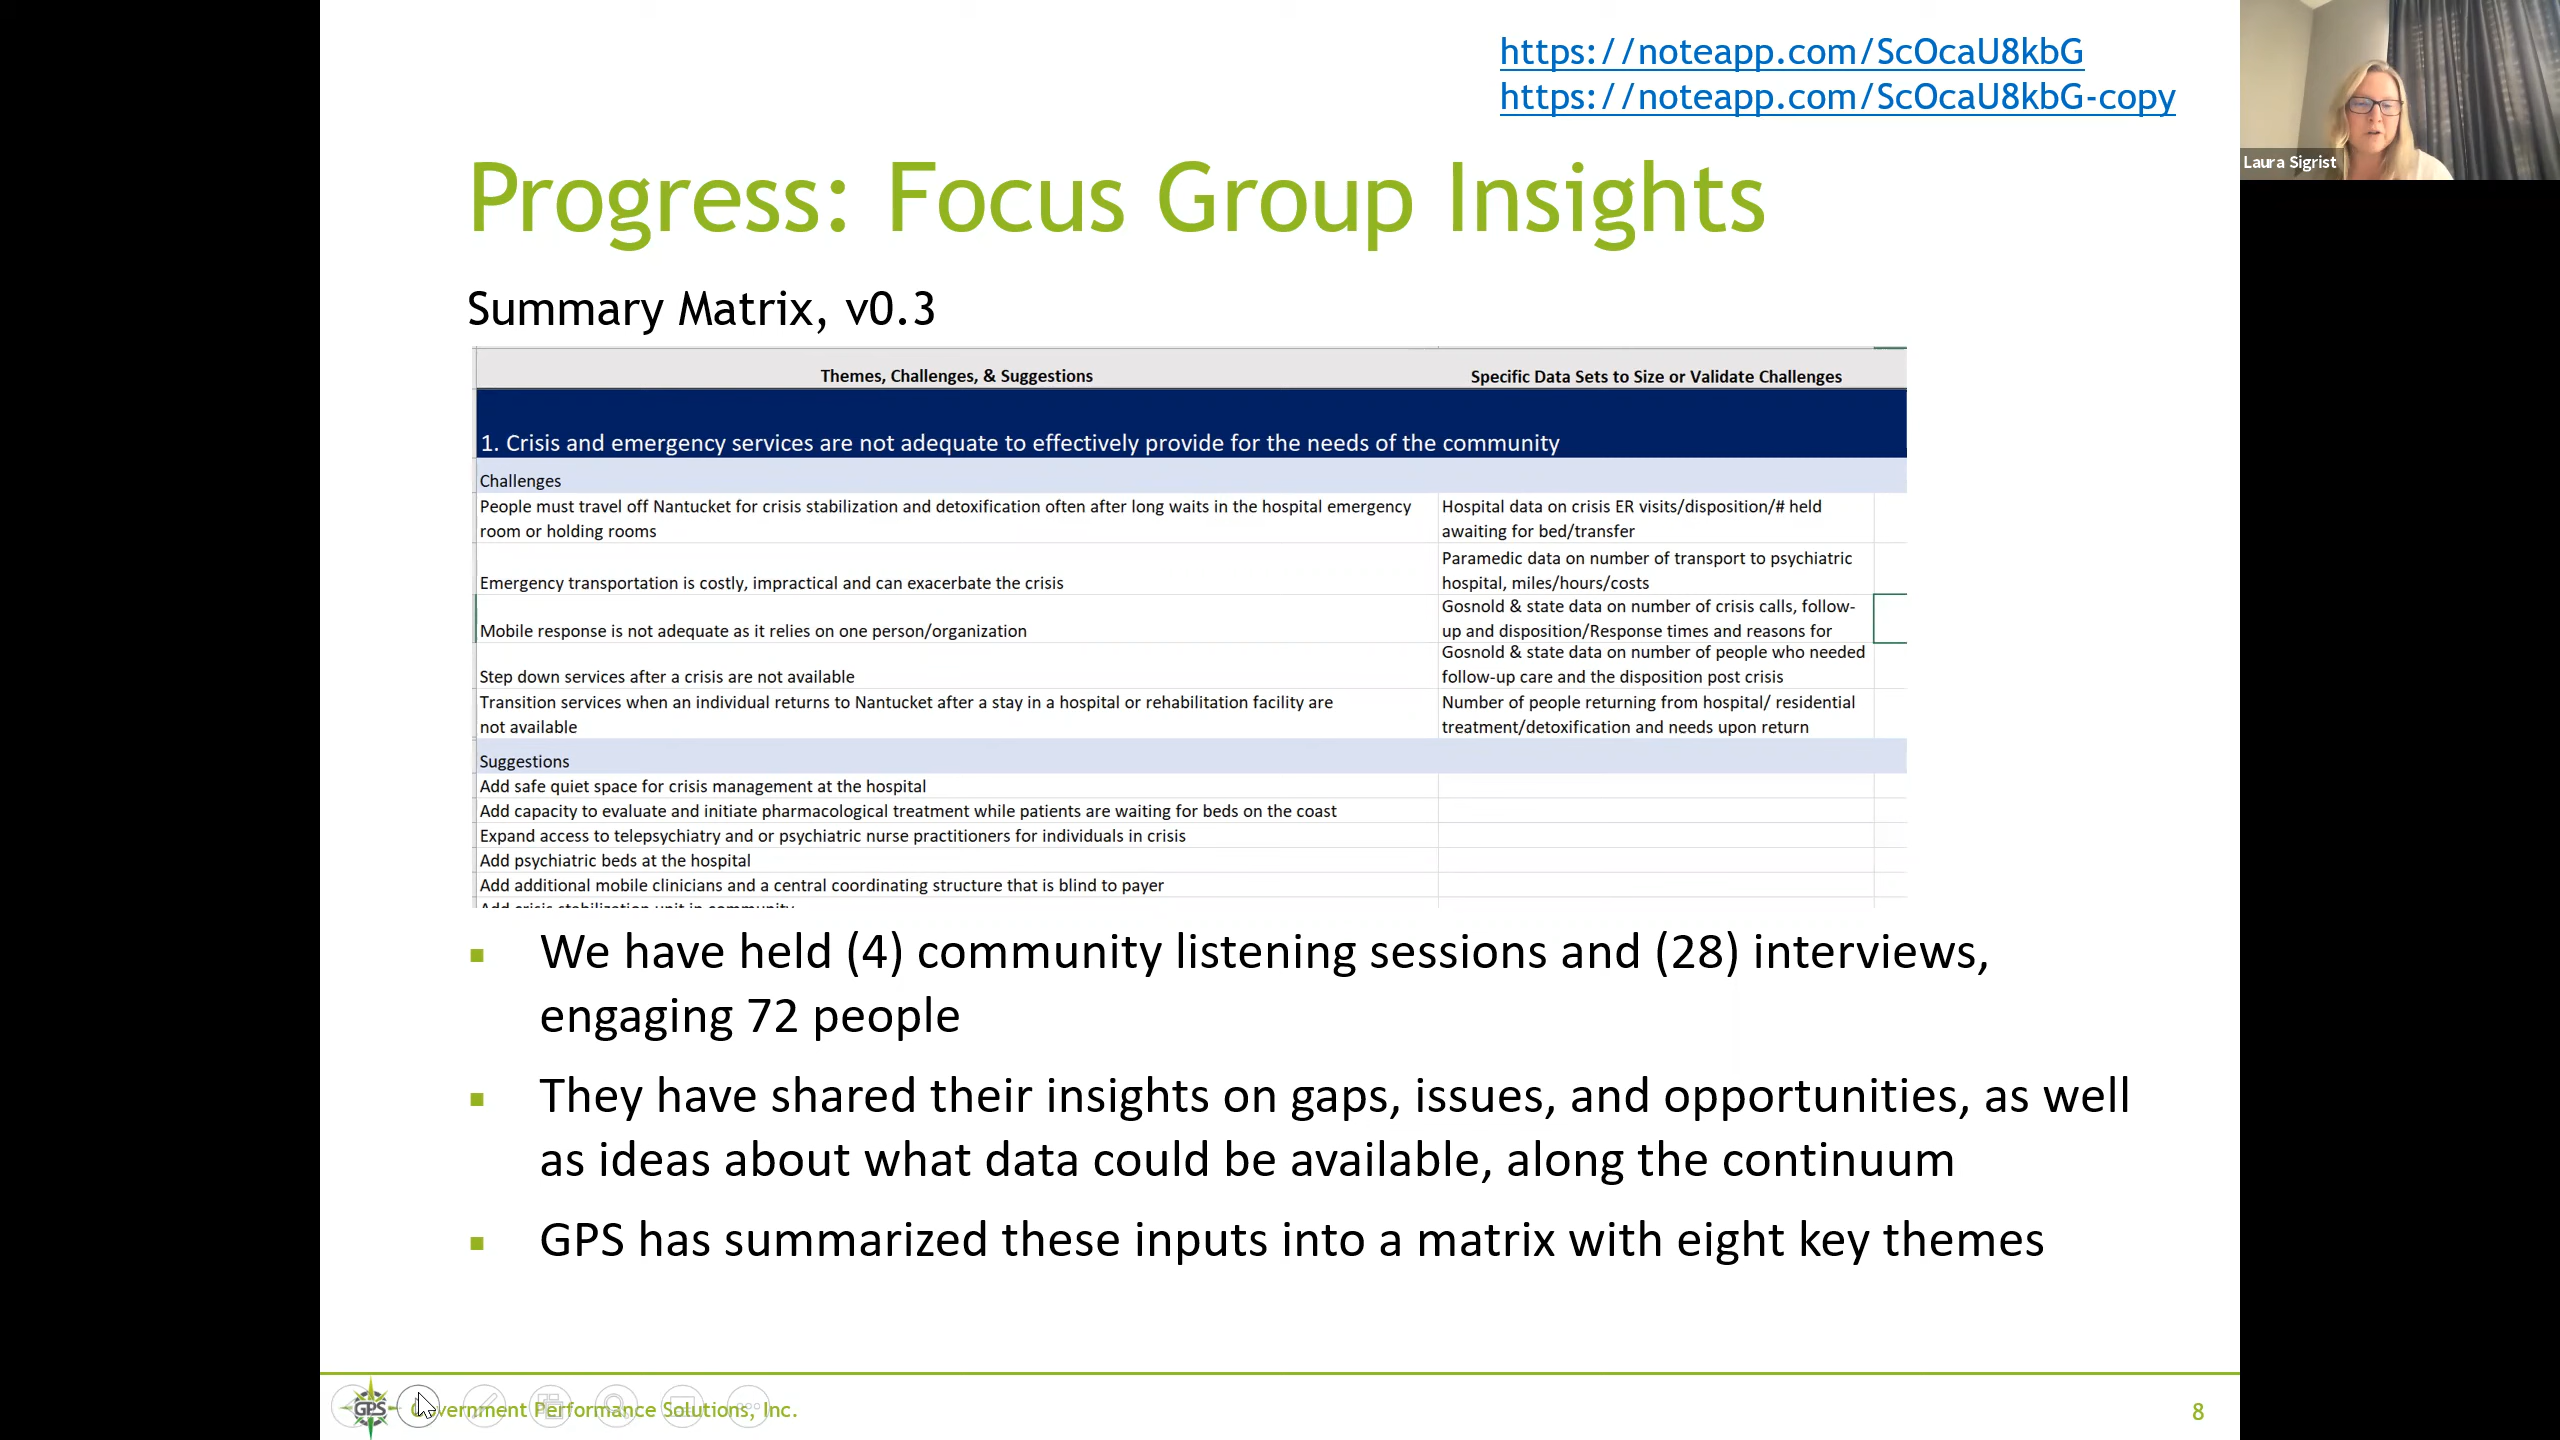 https://noteapp.com/ScOcaU8kbG
https://noteapp.com/ScOcaU8kbG-copy
Laura Sigrist
Progress: Focus Group Insights
Summary Matrix, v0.3
Themes, Challenges, & Suggestions
Specific Data Sets to Size or Validate Challenges
1. Crisis and emergency services are not adequate to effectively provide for the needs of the community
Challenges
People must travel off Nantucket for crisis stabilization and detoxification often after long waits in the hospital emergency
room or holding rooms
Hospital data on crisis ER visits/disposition/# held
awaiting for bed/transfer
Emergency transportation is costly, impractical and can exacerbate the crisis
Paramedic data on number of transport to psychiatric
hospital, miles/hours/costs
Mobile response is not adequate as it relies on one person/organization
Gosnold & state data on number of crisis calls, follow-
up and disposition/Response times and reasons for
Step down services after a crisis are not available
Gosnold & state data on number of people who needed
follow-up care and the disposition post crisis
Transition services when an individual returns to Nantucket after a stay in a hospital or rehabilitation facility are
not available
Number of people returning from hospital/ residential
treatment/detoxification and needs upon return
Suggestions
Add safe quiet space for crisis management at the hospital
Add capacity to evaluate and initiate pharmacological treatment while patients are waiting for beds on the coast
Expand access to telepsychiatry and or psychiatric nurse practitioners for individuals in crisis
Add psychiatric beds at the hospital
Add additional mobile clinicians and a central coordinating structure that is blind to payer
Add crisis stabilization unit in community
We have held (4) community listening sessions and (28) interviews,
engaging 72 people
They have shared their insights on gaps, issues, and opportunities, as well
as ideas about what data could be available, along the continuum
GPS has summarized these inputs into a matrix with eight key themes
GPS
Government Performance Solutions, Inc.
8